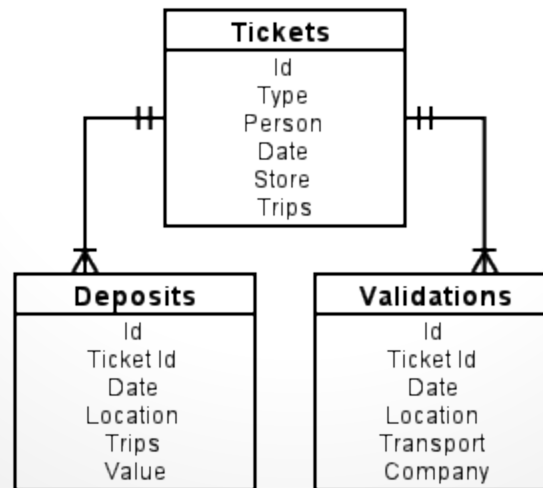 Tickets
Id
Type
Person
Date
Store
Trips
Deposits
Id
Ticket Id
Date
Location
Trips
Value
Validations
Id
Ticket Id
Date
Location
Transport
Company